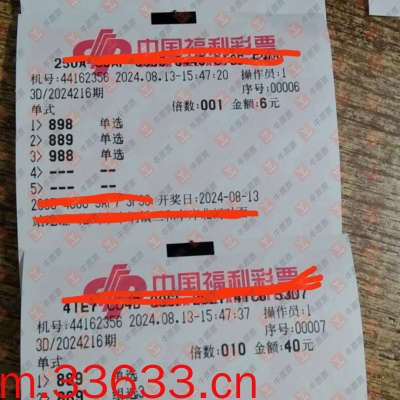 中国福利彩票
机号:44162356 2024.08.13-15:47:20 操作员:1
3D/2024216期 序号:00006
单式 倍数:001 金额:6元
1> 898 单选
2> 889 单选
3> 988 单选
4> --- --
5> --- --
开奖日:2024-08-13
中国福利彩票
机号:44162356 2024.08.13-15:47:37 操作员:1
3D/2024216期 序号:00007
单式 倍数:010 金额:40元
1> 889
m.33633.cn